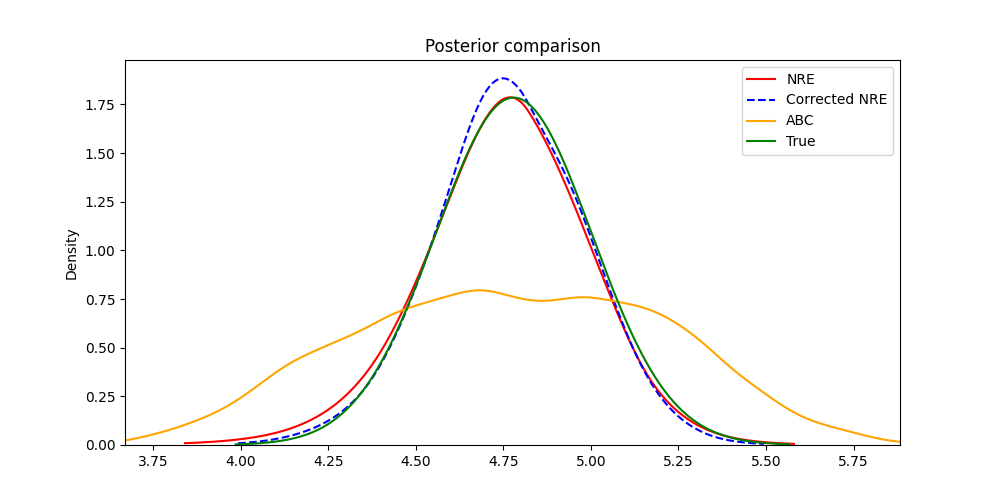 Posterior comparison
NRE
Corrected NRE
ABC
True
Density
1.75
1.50
1.25
1.00
0.75
0.50
0.25
0.00
3.75 4.00 4.25 4.50 4.75 5.00 5.25 5.50 5.75